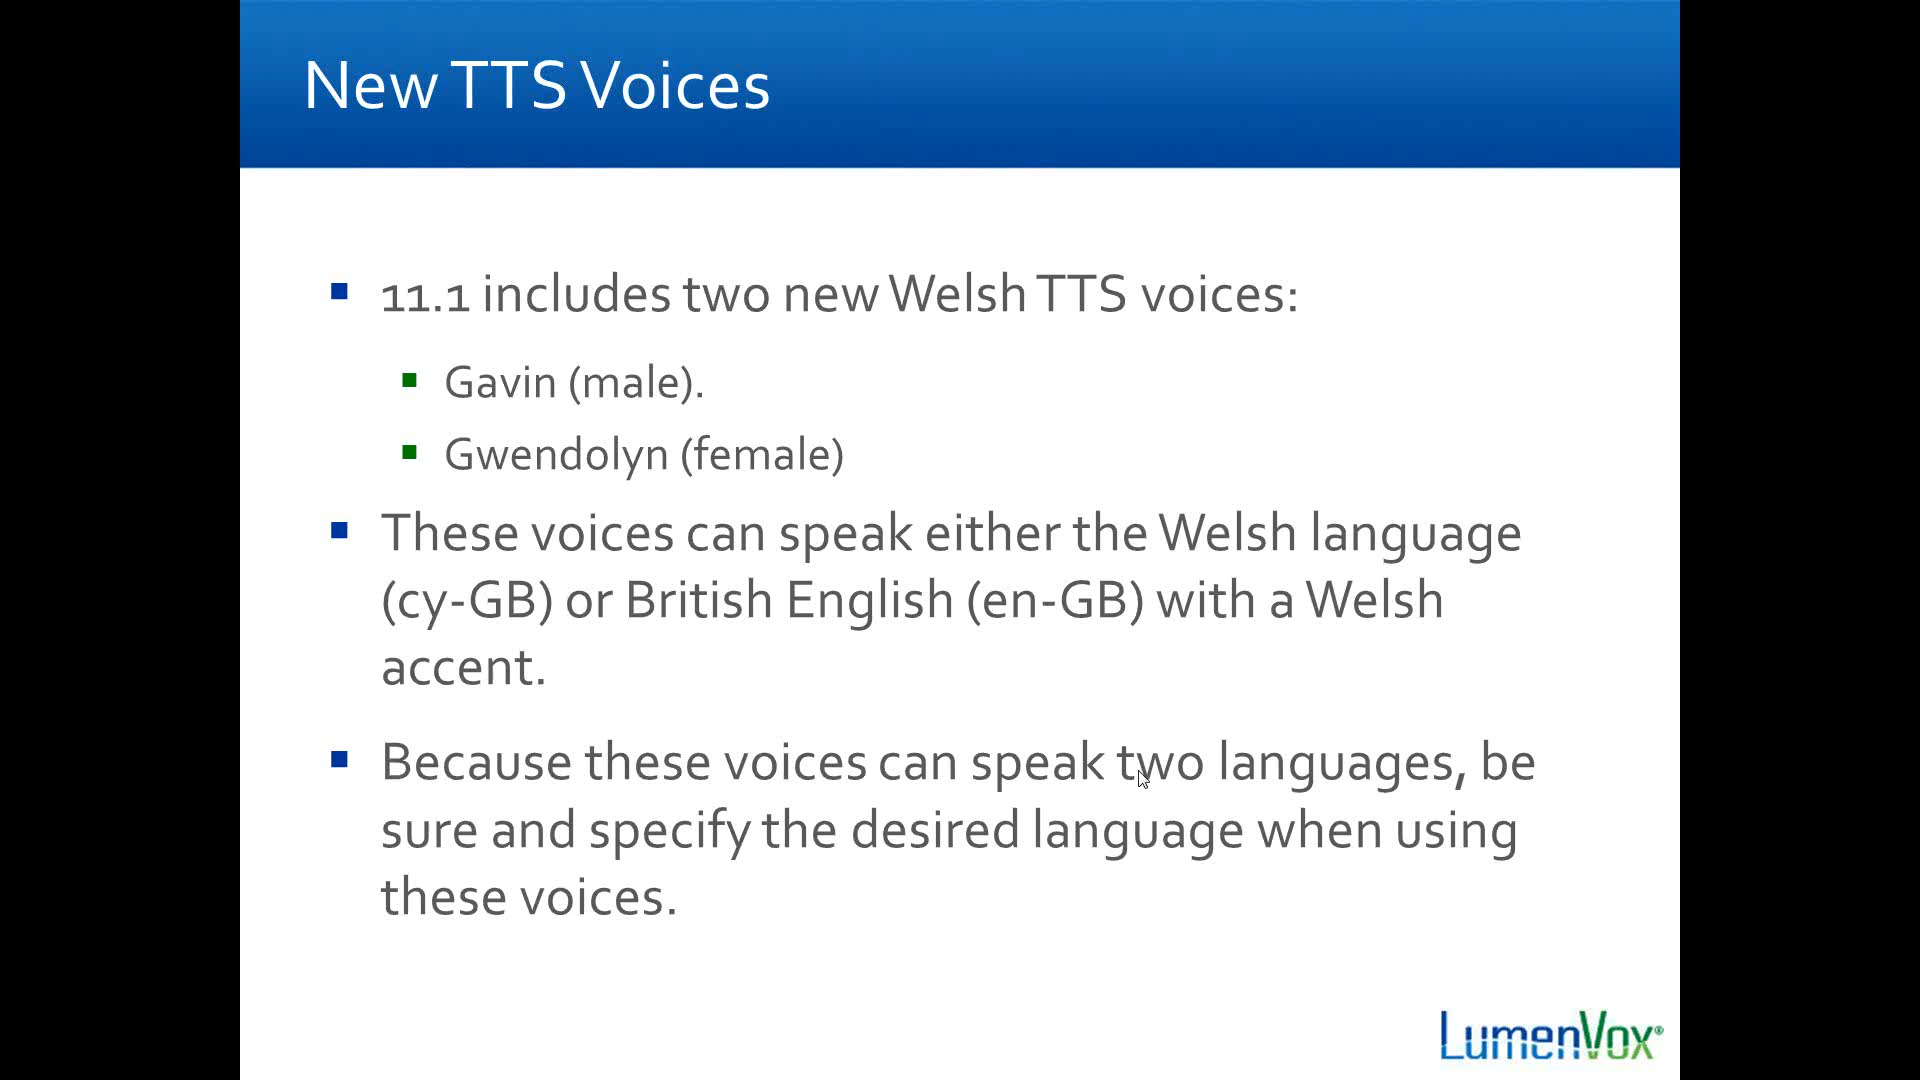 New TTS Voices
11.1 includes two new Welsh TTS voices:
Gavin (male).
Gwendolyn (female)
These voices can speak either the Welsh language
(cy-GB) or British English (en-GB) with a Welsh
accent.
Because these voices can speak two languages, be
sure and specify the desired language when using
these voices.
LumenVox®